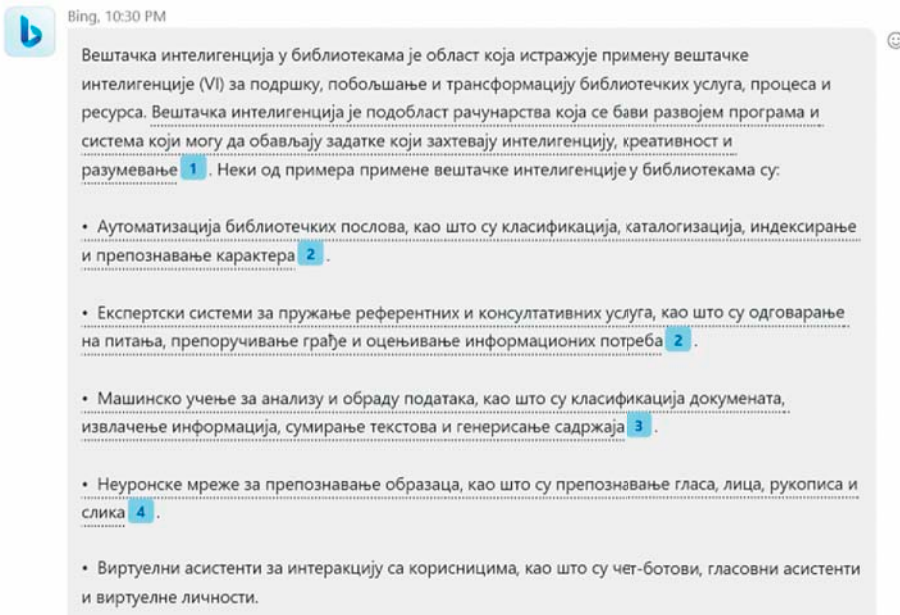 Bing, 10:30 PM
Вештачка интелигенција у библиотекама је област која истражује примену вештачке
интелигенције (VI) за подршку, побољшање и трансформацију библиотечких услуга, процеса и
ресурса. Вештачка интелигенција је подобласт рачунарства која се бави развојем програма и
система који могу да обављају задатке који захтевају интелигенцију, креативност и
разумевање 1 . Неки од примера примене вештачке интелигенције у библиотекама су:
• Аутоматизација библиотечких послова, као што су класификација, каталогизација, индексирање
и препознавање карактера 2 .
• Експертски системи за пружање референтних и консултативних услуга, као што су одговарање
на питања, препоручивање грађе и оцењивање информационих потреба 2 .
• Машинско учење за анализу и обраду података, као што су класификација докумената,
извлачење информација, сумирање текстова и генерисање садржаја 3 .
• Неуронске мреже за препознавање образаца, као што су препознавање гласа, лица, рукописа и
слика 4 .
• Виртуелни асистенти за интеракцију са корисницима, као што су чет-ботови, гласовни асистенти
и виртуелне личности.